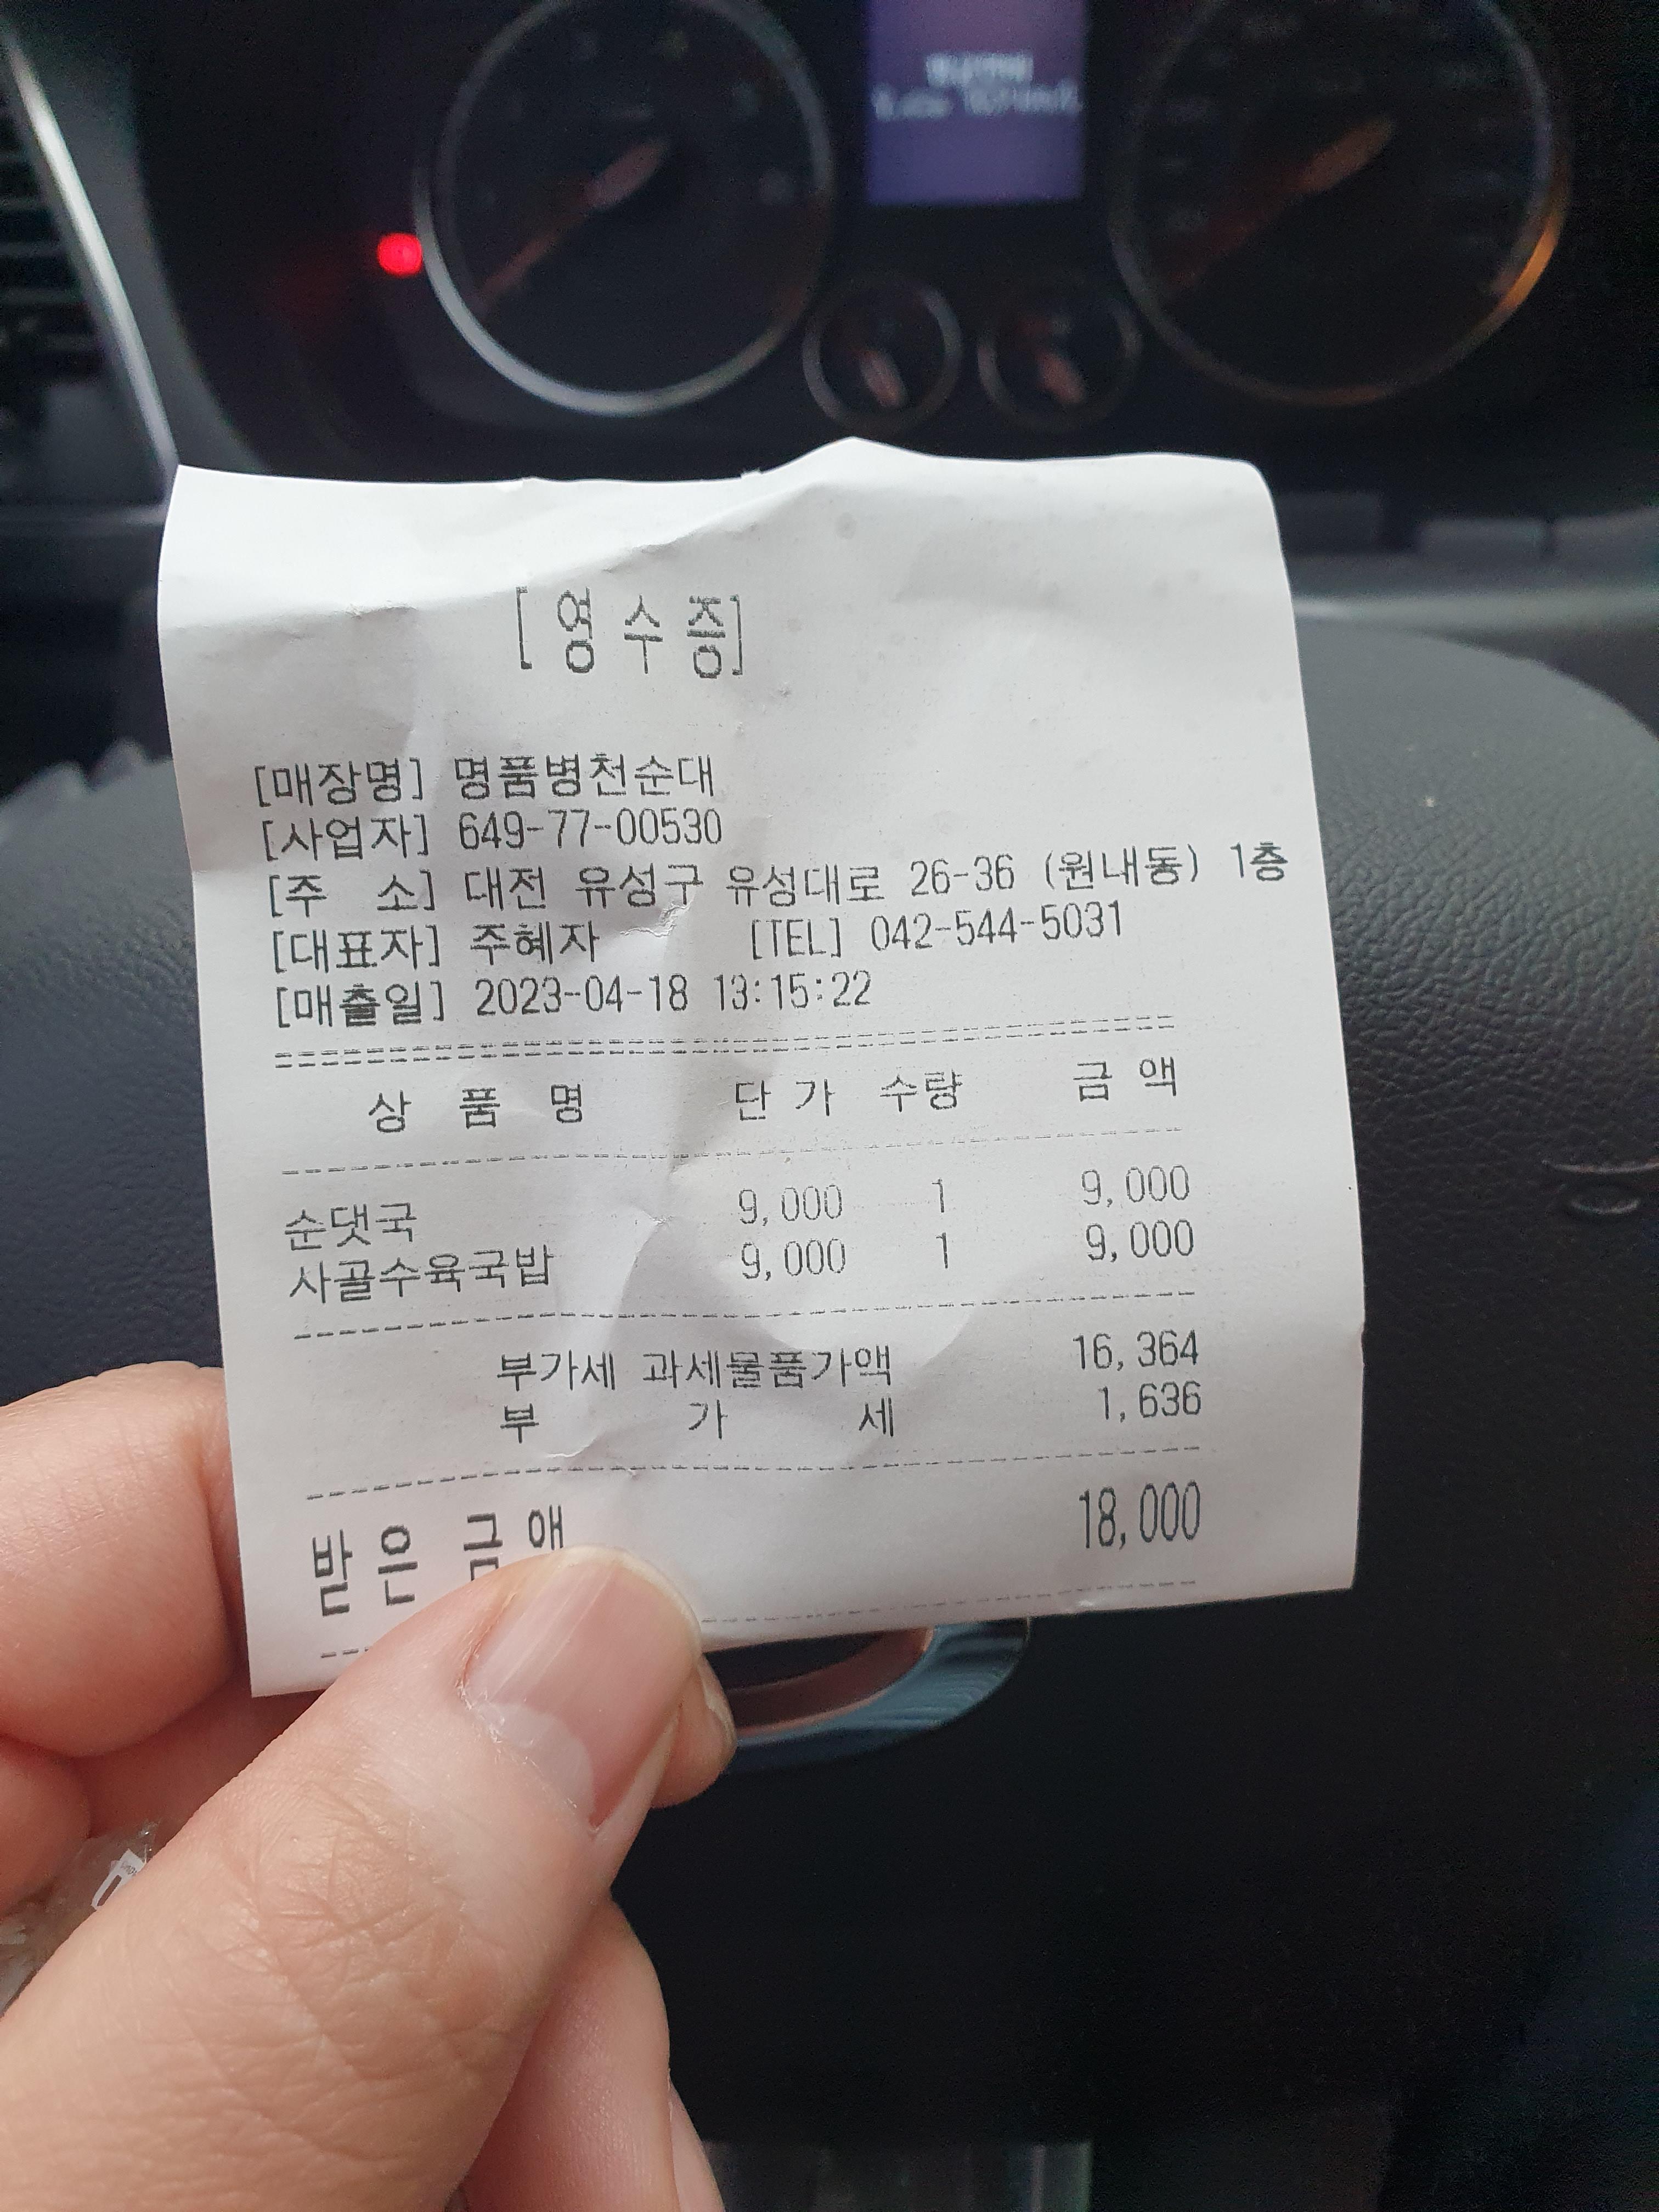 [ 영 수 증]
[매장명] 명품병천순대
[사업자] 649-77-00530
[주 소] 대전 유성구 유성대로 26-36 (원내동) 1층
[대표자] 주혜자 [TEL] 042-544-5031
[매출일] 2023-04-18 13:15:22
상 품 명 단 가 수량 금 액
순댓국 9,000 1 9,000
사골수육국밥 9,000 1 9,000
부가세 과세물품가액 16,364
부 가 세 1,636
받 은 금 액 18,000